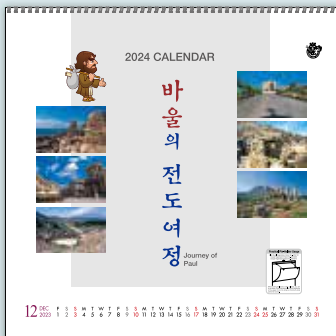 2024 CALENDAR
바울의 전도여정
Journey of
Paul
12 DEC
2023
F S S M T W T F S S M T W T F S S M T W T F S S M T W T F S S
1 2 3 4 5 6 7 8 9 10 11 12 13 14 15 16 17 18 19 20 21 22 23 24 25 26 27 28 29 30 31